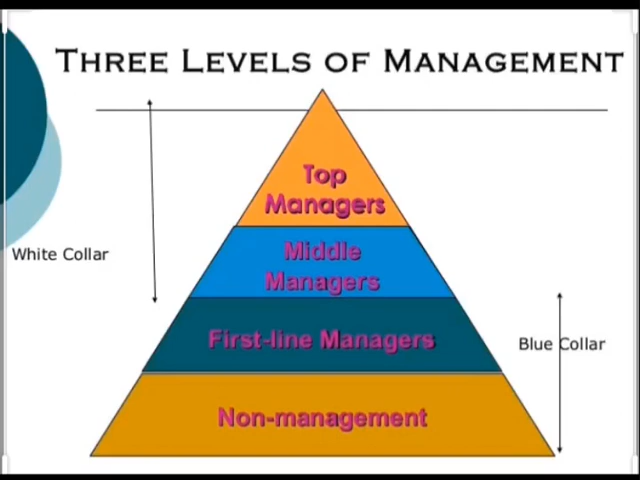 THREE LEVELS OF MANAGEMENT
Top
Managers
Middle
Managers
White Collar
First-line Managers
Blue Collar
Non-management